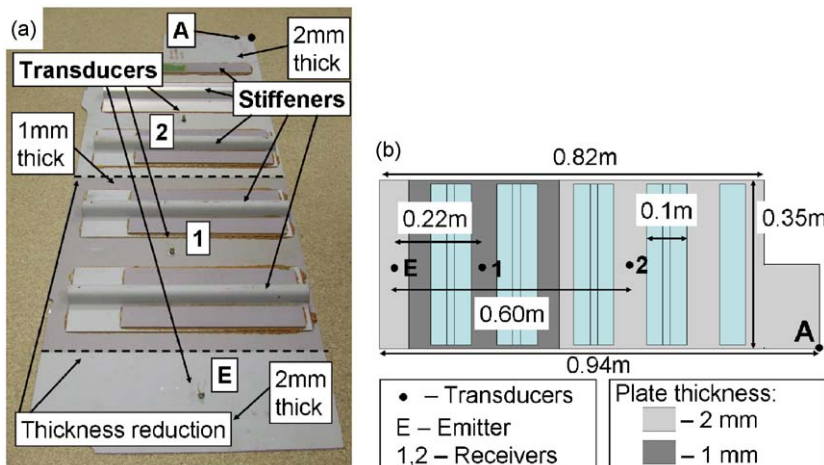 (a)
A
2mm
thick
Transducers
Stiffeners
2
1mm
thick
1
E
2mm
thick
Thickness reduction
(b)
0.82m
0.22m
0.1m
0.35m
E
1
2
0.60m
A
0.94m
• – Transducers
E – Emitter
1,2 – Receivers
Plate thickness:
– 2 mm
– 1 mm